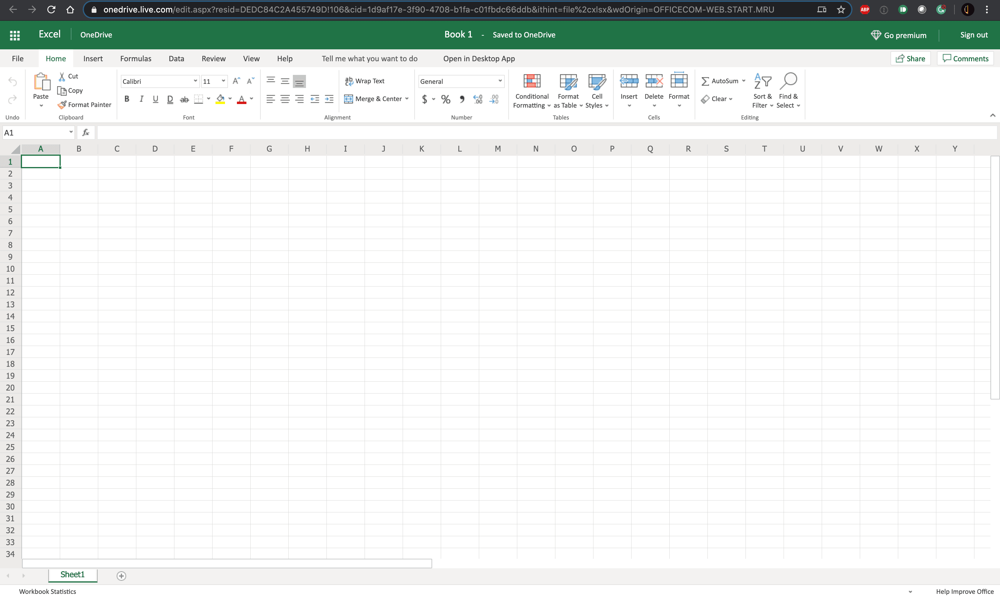 onedrive.live.com/edit.aspx?resid=DEDC84C2A455749D!106&cid=1d9af17e-3f90-4708-b1fa-c01fbdc66ddb&ithint=file%2cxlsx&wdOrigin=OFFICECOM-WEB.START.MRU ABP
Excel OneDrive Book 1 - Saved to OneDrive Go premium Sign out
File Home Insert Formulas Data Review View Help Tell me what you want to do Open in Desktop App Share Comments
Cut
Copy
Format Painter
Paste
Undo
Clipboard
Calibri 11 A A
B I U D ab A
Font
ab Wrap Text
Merge & Center
Alignment
General
$ % , .00 .00
Number
Conditional Formatting
Format as Table
Cell Styles
Tables
Insert Delete Format
Cells
AutoSum
Clear
Sort & Filter
Find & Select
Editing
A1 fx
A B C D E F G H I J K L M N O P Q R S T U V W X Y
1
2
3
4
5
6
7
8
9
10
11
12
13
14
15
16
17
18
19
20
21
22
23
24
25
26
27
28
29
30
31
32
33
34
Sheet1
Workbook Statistics Help Improve Office